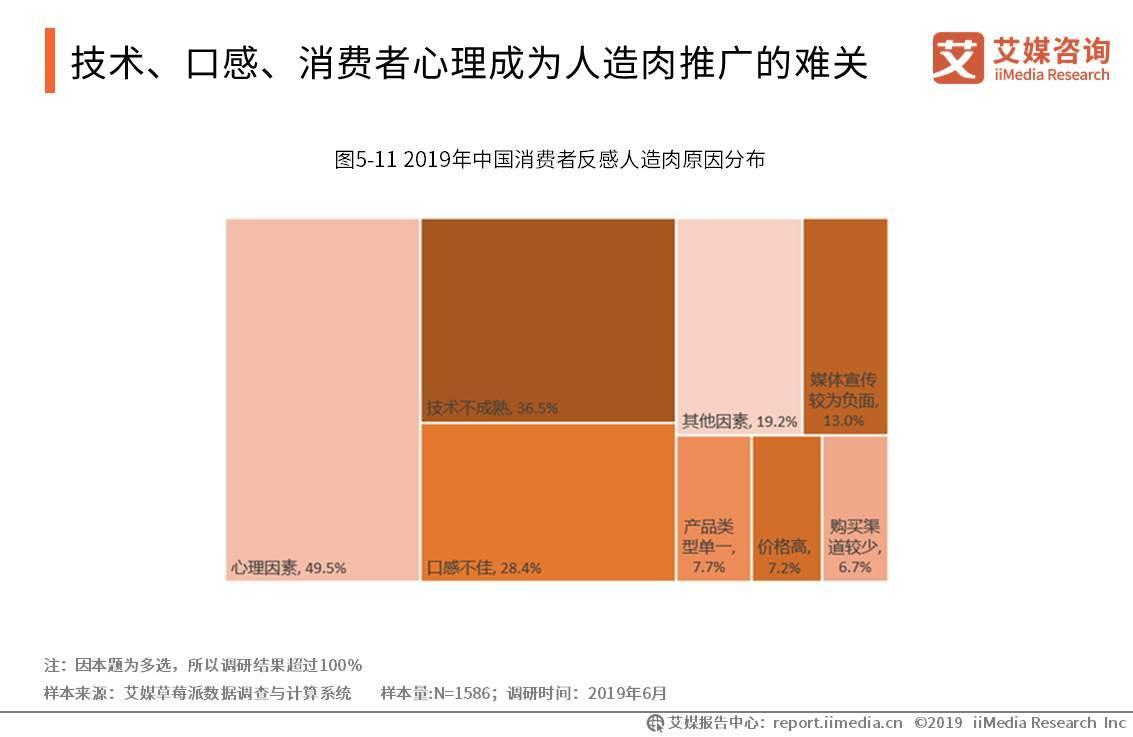 技术、口感、消费者心理成为人造肉推广的难关
艾媒咨询
iiMedia Research
图5-11 2019年中国消费者反感人造肉原因分布
心理因素, 49.5%
技术不成熟, 36.5%
口感不佳, 28.4%
其他因素, 19.2%
媒体宣传
较为负面,
13.0%
产品类
型单一,
7.7%
价格高,
7.2%
购买渠
道较少,
6.7%
注：因本题为多选，所以调研结果超过100%
样本来源：艾媒草莓派数据调查与计算系统 样本量:N=1586；调研时间：2019年6月
艾媒报告中心：report.iimedia.cn ©2019 iiMedia Research Inc